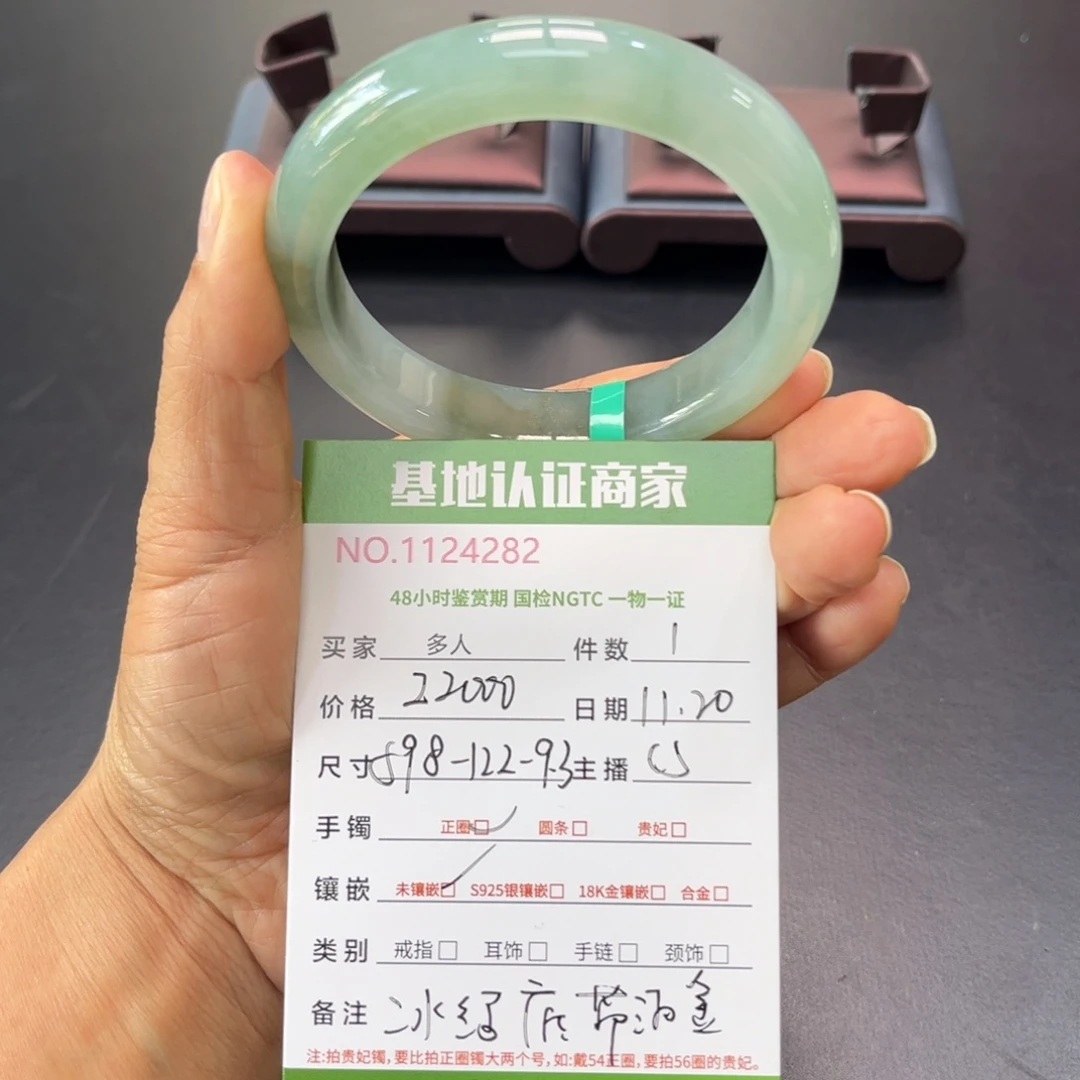 基地认证商家
NO.1124282
48小时鉴赏期 国检NGTC 一物一证
买家 多人 件数 1
价格 22000 日期 11.20
尺寸 598-122-93 主播
手镯 正圈 圆条 贵妃
镶嵌 未镶嵌 S925银镶嵌 18K金镶嵌 合金
类别 戒指 耳饰 手链 颈饰
备注 冰绿底带
注:拍贵妃镯,要比拍正圈镯大两个号,如:戴54正圈,要拍56圈的贵妃。